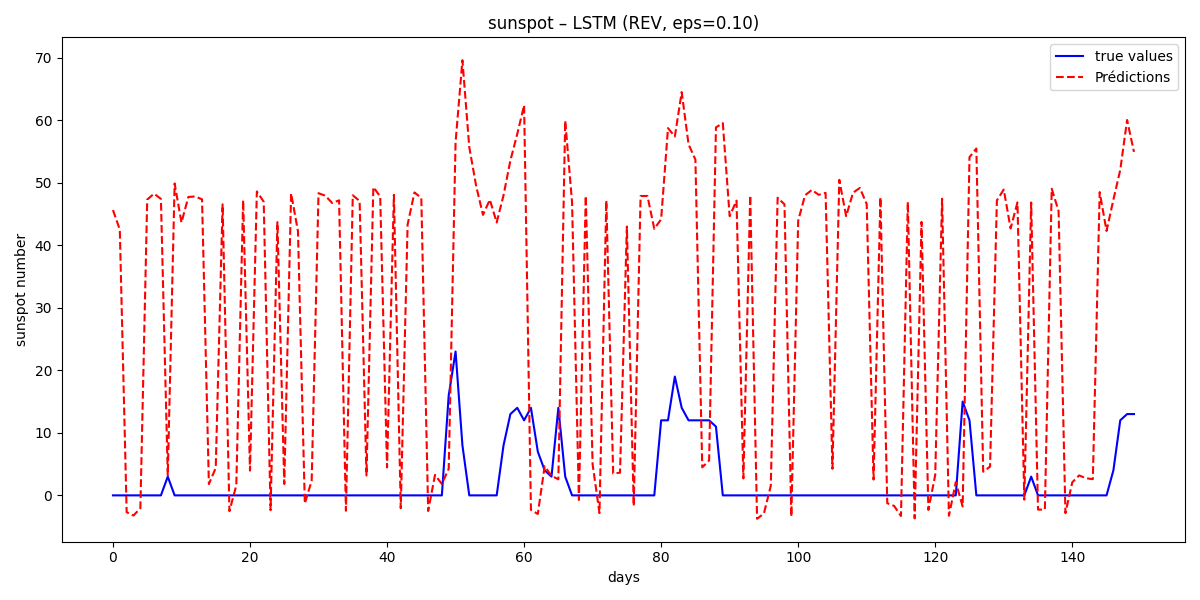 sunspot – LSTM (REV, eps=0.10)
true values
Prédictions
sunspot number
70
60
50
40
30
20
10
0
0 20 40 60 80 100 120 140
days